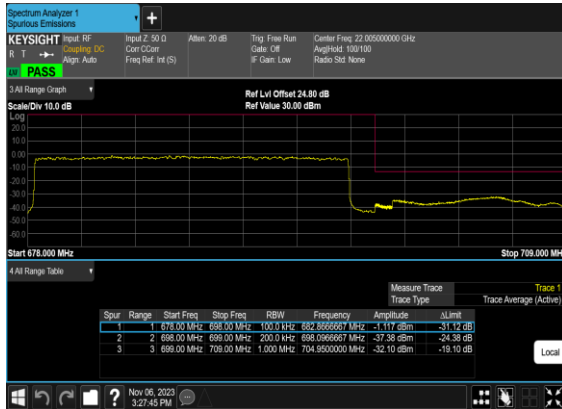 Spectrum Analyzer 1
Spurious Emissions
KEYSIGHT
R T
LV PASS
Input: RF
Coupling: DC
Align: Auto
Input Z: 50 Ω
Corr CCorr
Freq Ref: Int (S)
Atten: 20 dB
Trig: Free Run
Gate: Off
IF Gain: Low
Center Freq: 22.005000000 GHz
Avg|Hold: 100/100
Radio Std: None
3 All Range Graph
Scale/Div 10.0 dB
Ref Lvl Offset 24.80 dB
Ref Value 30.00 dBm
Log
20.0
10.0
0.00
-10.0
-20.0
-30.0
-40.0
-50.0
-60.0
Start 678.000 MHz
Stop 709.000 MH
4 All Range Table
Measure Trace Trace 1
Trace Type Trace Average (Active)
Spur Range Start Freq Stop Freq RBW Frequency Amplitude ΔLimit
1 1 678.00 MHz 698.00 MHz 100.0 kHz 682.8666667 MHz -1.117 dBm -31.12 dB
2 2 698.00 MHz 699.00 MHz 200.0 kHz 698.0966667 MHz -37.38 dBm -24.38 dB
3 3 699.00 MHz 709.00 MHz 1.000 MHz 704.9500000 MHz -32.10 dBm -19.10 dB
Local
?
Nov 06, 2023
3:27:45 PM